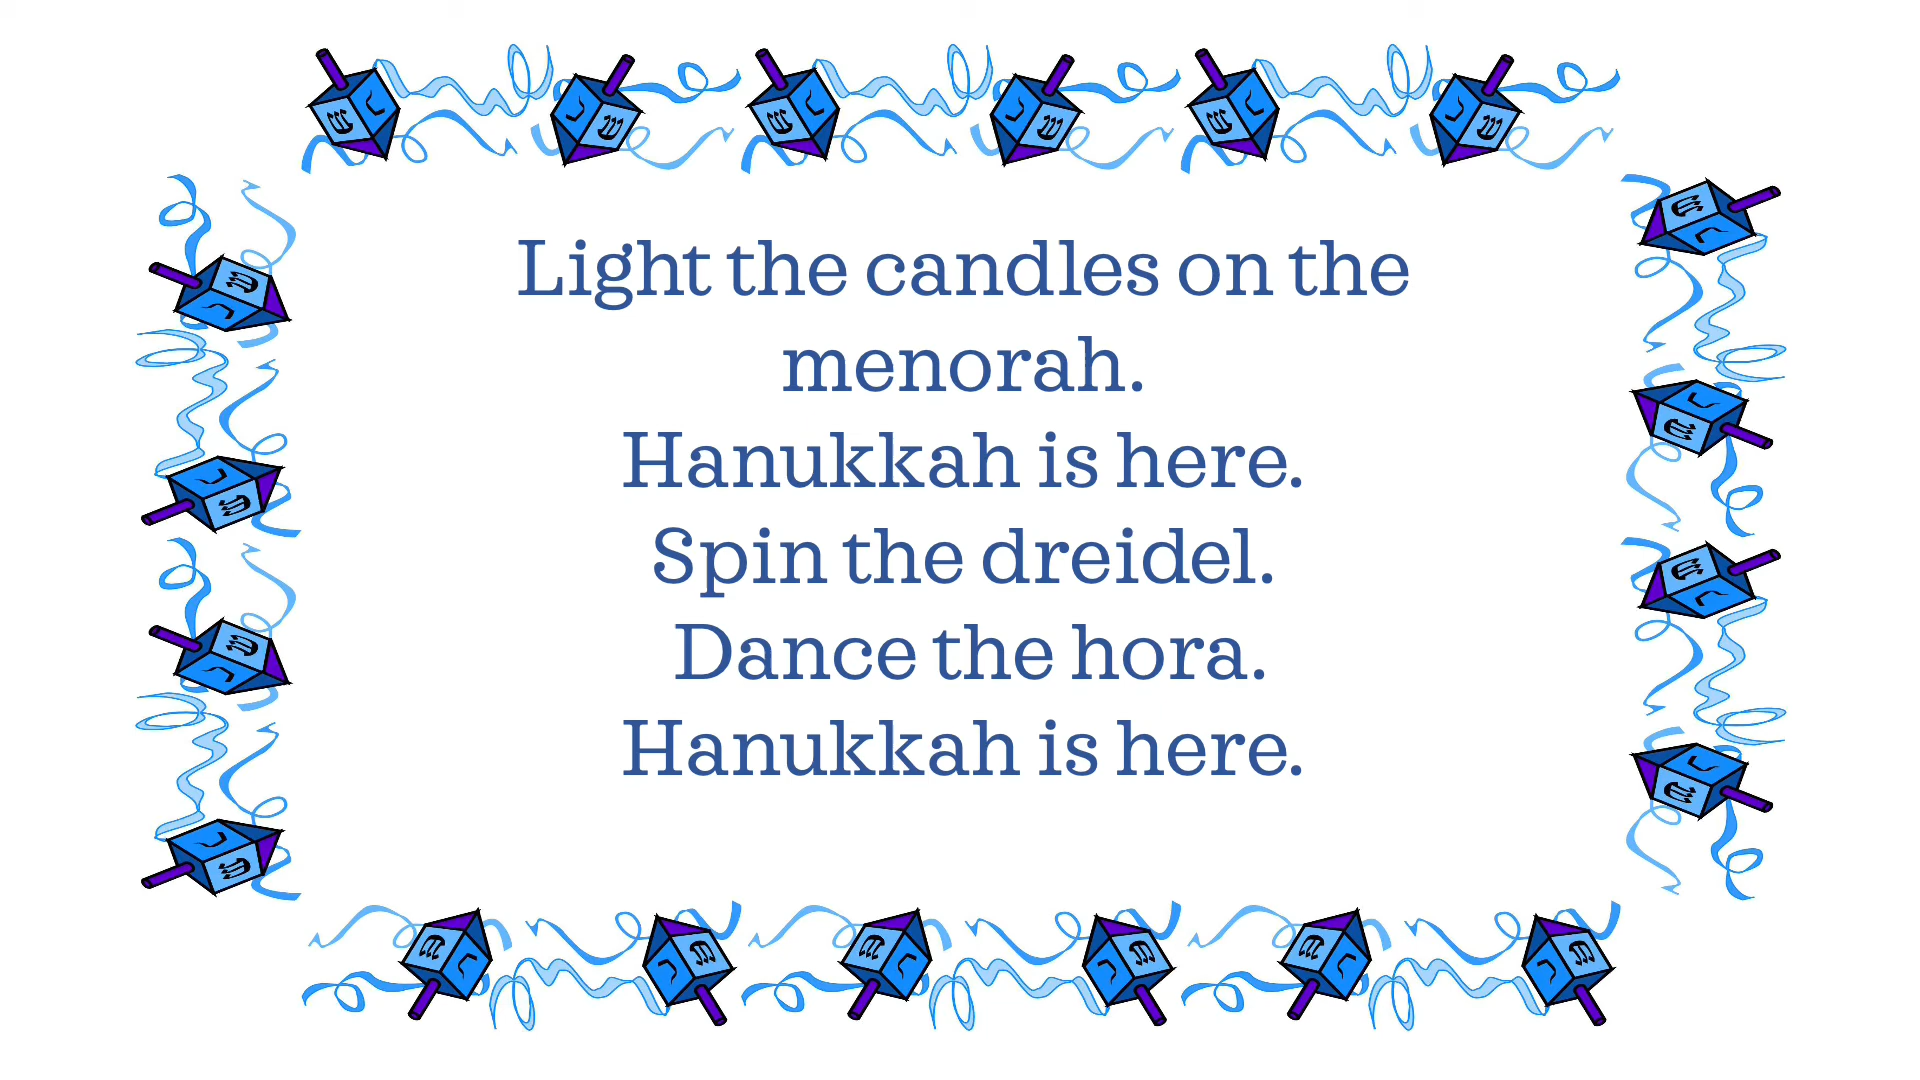 Light the candles on the
menorah.
Hanukkah is here.
Spin the dreidel.
Dance the hora.
Hanukkah is here.